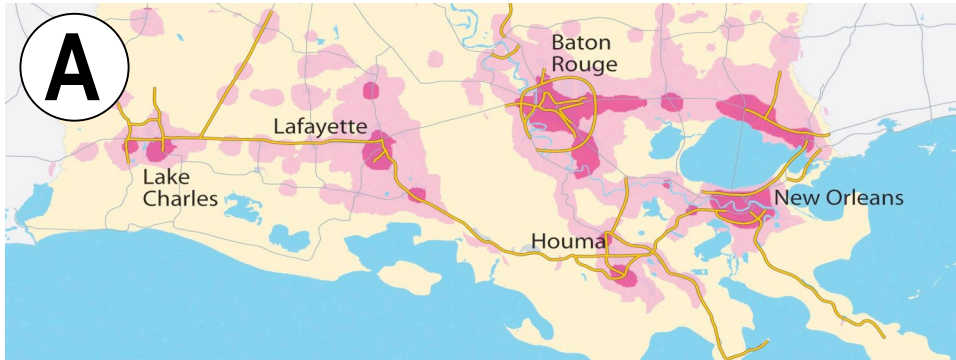 A
Baton
Rouge
Lafayette
Lake
Charles
New Orleans
Houma